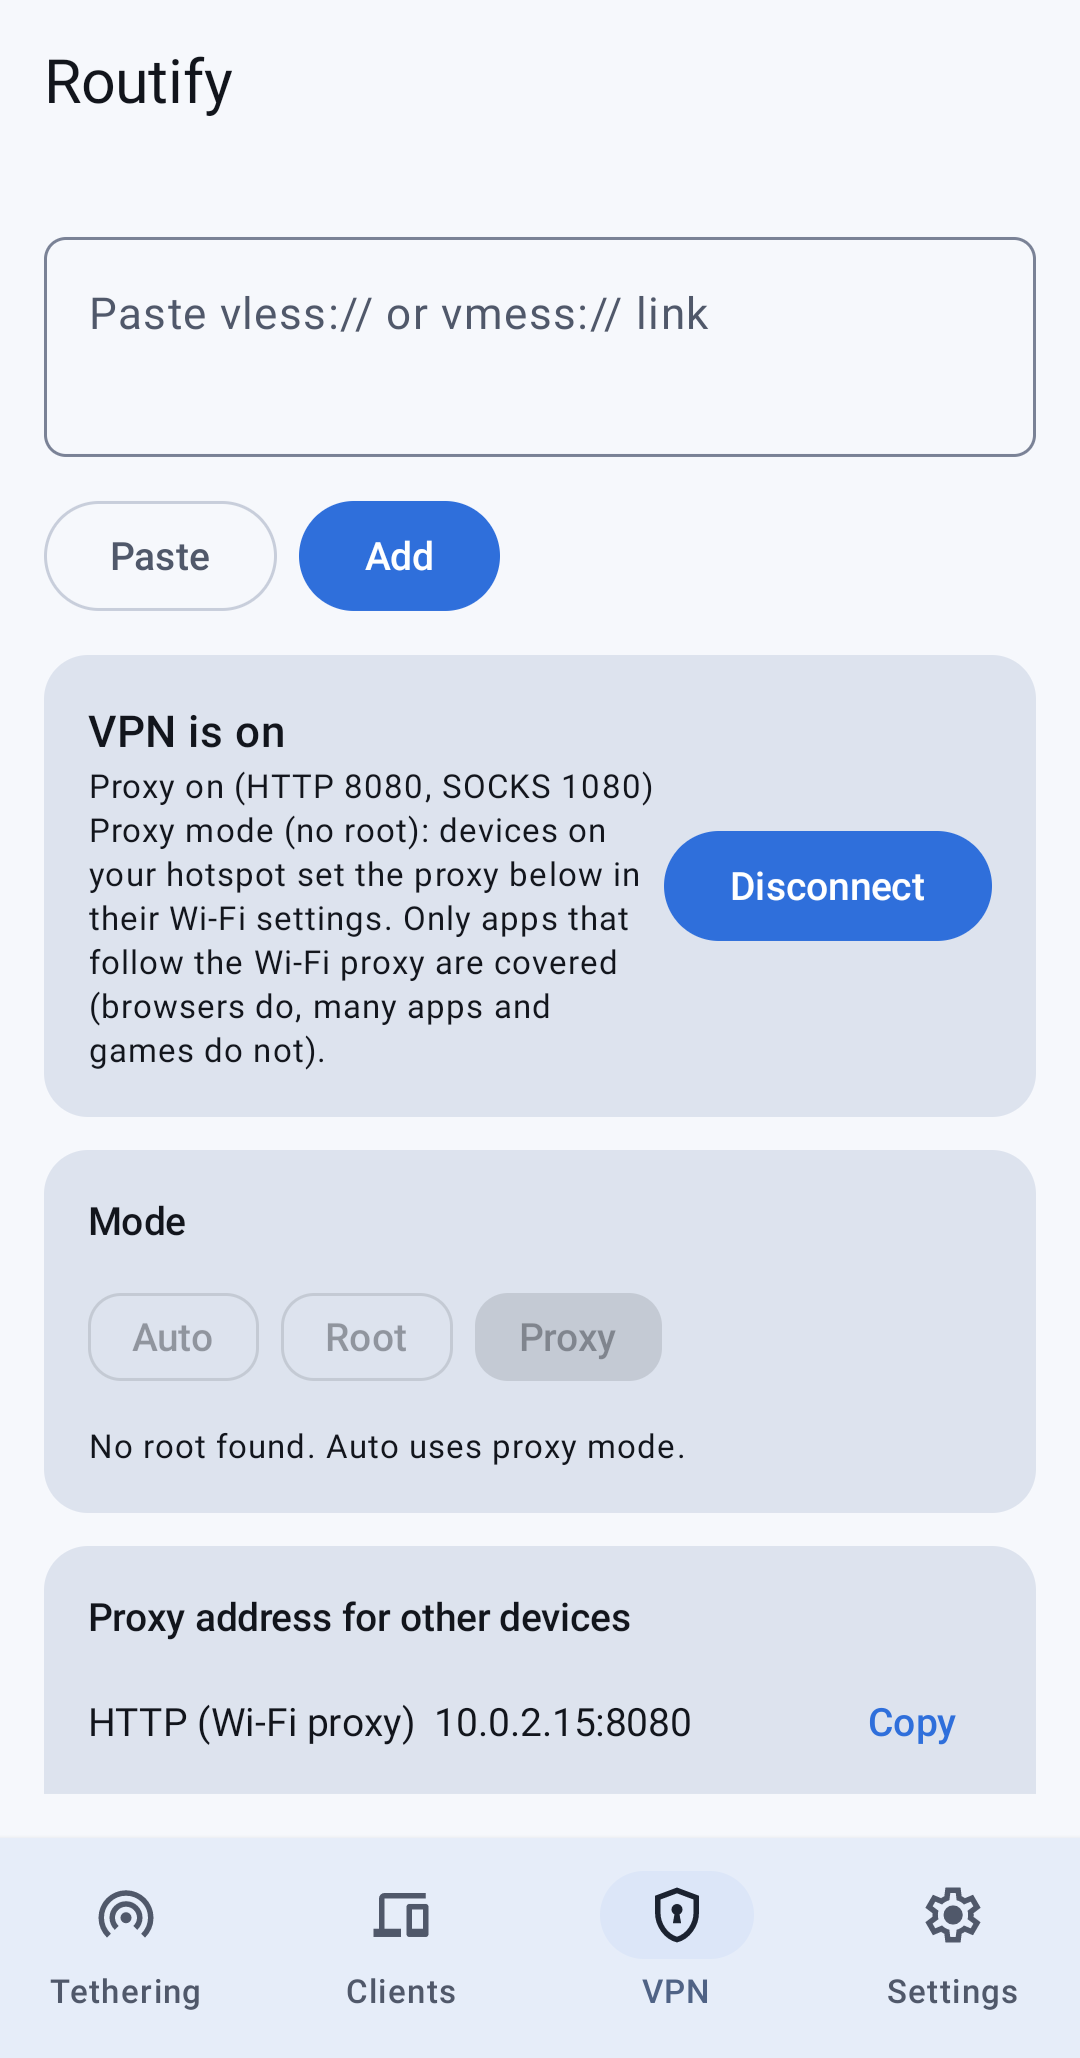 Routify
Paste vless:// or vmess:// link
Paste
Add
VPN is on
Proxy on (HTTP 8080, SOCKS 1080)
Proxy mode (no root): devices on
your hotspot set the proxy below in
their Wi-Fi settings. Only apps that
follow the Wi-Fi proxy are covered
(browsers do, many apps and
games do not).
Disconnect
Mode
Auto
Root
Proxy
No root found. Auto uses proxy mode.
Proxy address for other devices
HTTP (Wi-Fi proxy) 10.0.2.15:8080
Copy
Tethering
Clients
VPN
Settings